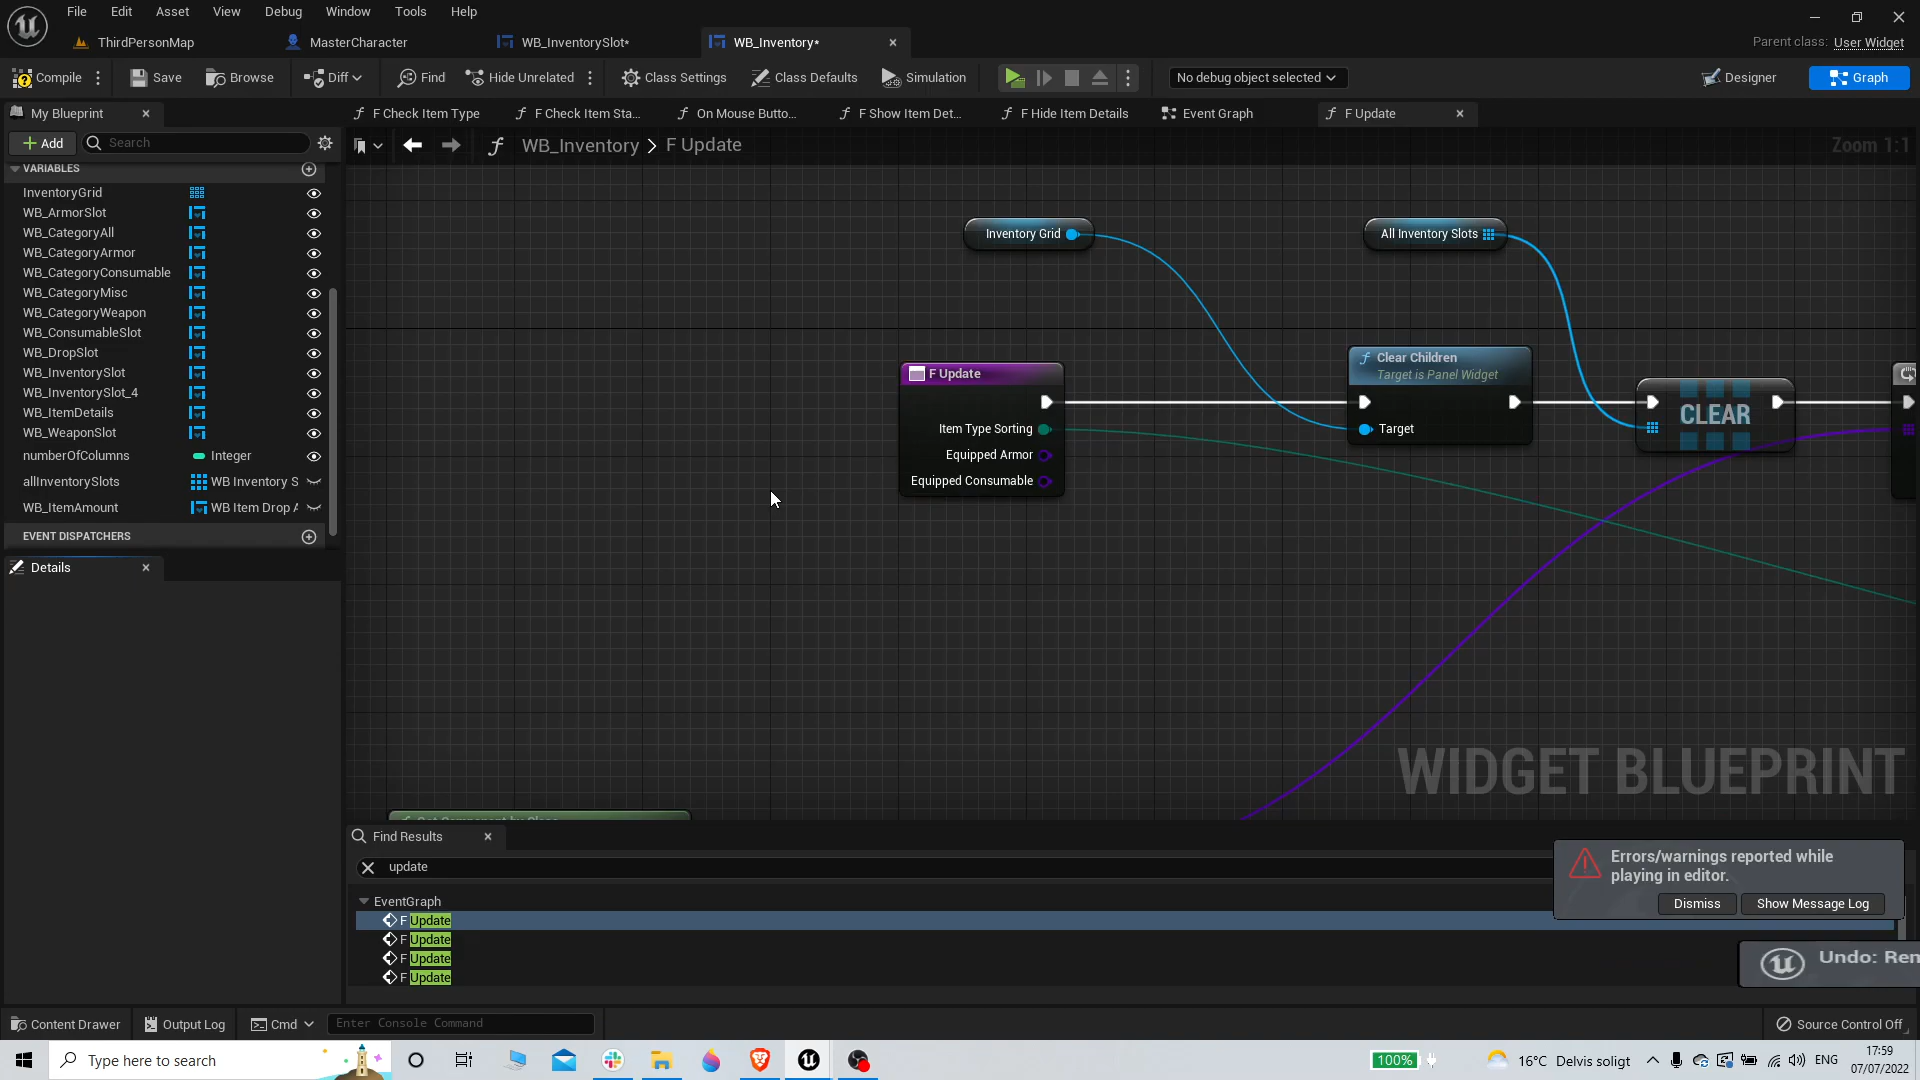 File Edit Asset View Debug Window Tools Help
ThirdPersonMap MasterCharacter WB_InventorySlot* WB_Inventory*
Parent class: User Widget
Compile Save Browse Diff Find Hide Unrelated Class Settings Class Defaults Simulation No debug object selected Designer Graph
My Blueprint
F Check Item Type F Check Item Sta... On Mouse Butto... F Show Item Det... F Hide Item Details Event Graph F Update
Add Search
WB_Inventory > F Update
Zoom 1:1
VARIABLES
InventoryGrid
WB_ArmorSlot
WB_CategoryAll
WB_CategoryArmor
WB_CategoryConsumable
WB_CategoryMisc
WB_CategoryWeapon
WB_ConsumableSlot
WB_DropSlot
WB_InventorySlot
WB_InventorySlot_4
WB_ItemDetails
WB_WeaponSlot
numberOfColumns Integer
allInventorySlots WB Inventory S
WB_ItemAmount WB Item Drop A
EVENT DISPATCHERS
Details
Inventory Grid
All Inventory Slots
F Update
Item Type Sorting
Equipped Armor
Equipped Consumable
Clear Children
Target is Panel Widget
Target
CLEAR
WIDGET BLUEPRINT
Find Results
update
EventGraph
F Update
F Update
F Update
F Update
Errors/warnings reported while
playing in editor.
Dismiss Show Message Log
Undo: Ren
Content Drawer Output Log Cmd Enter Console Command Source Control Off
Type here to search
100% 16°C Delvis soligt ENG
17:59
07/07/2022